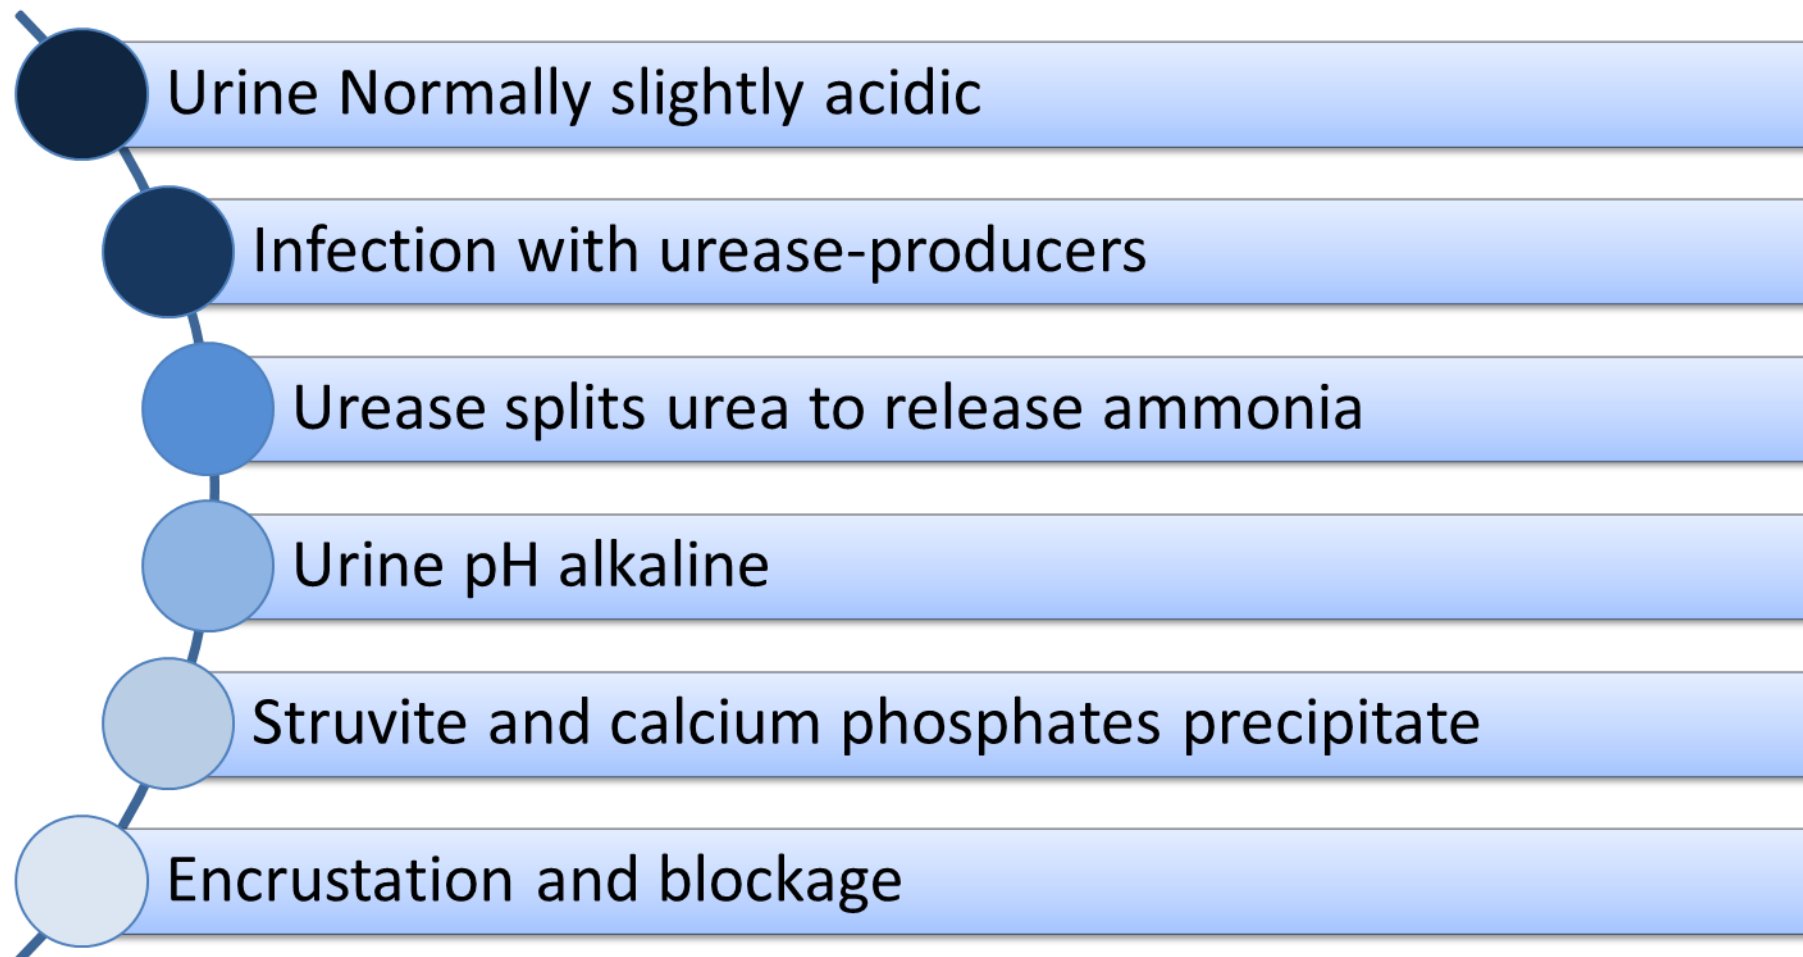 Urine Normally slightly acidic
Infection with urease-producers
Urease splits urea to release ammonia
Urine pH alkaline
Struvite and calcium phosphates precipitate
Encrustation and blockage